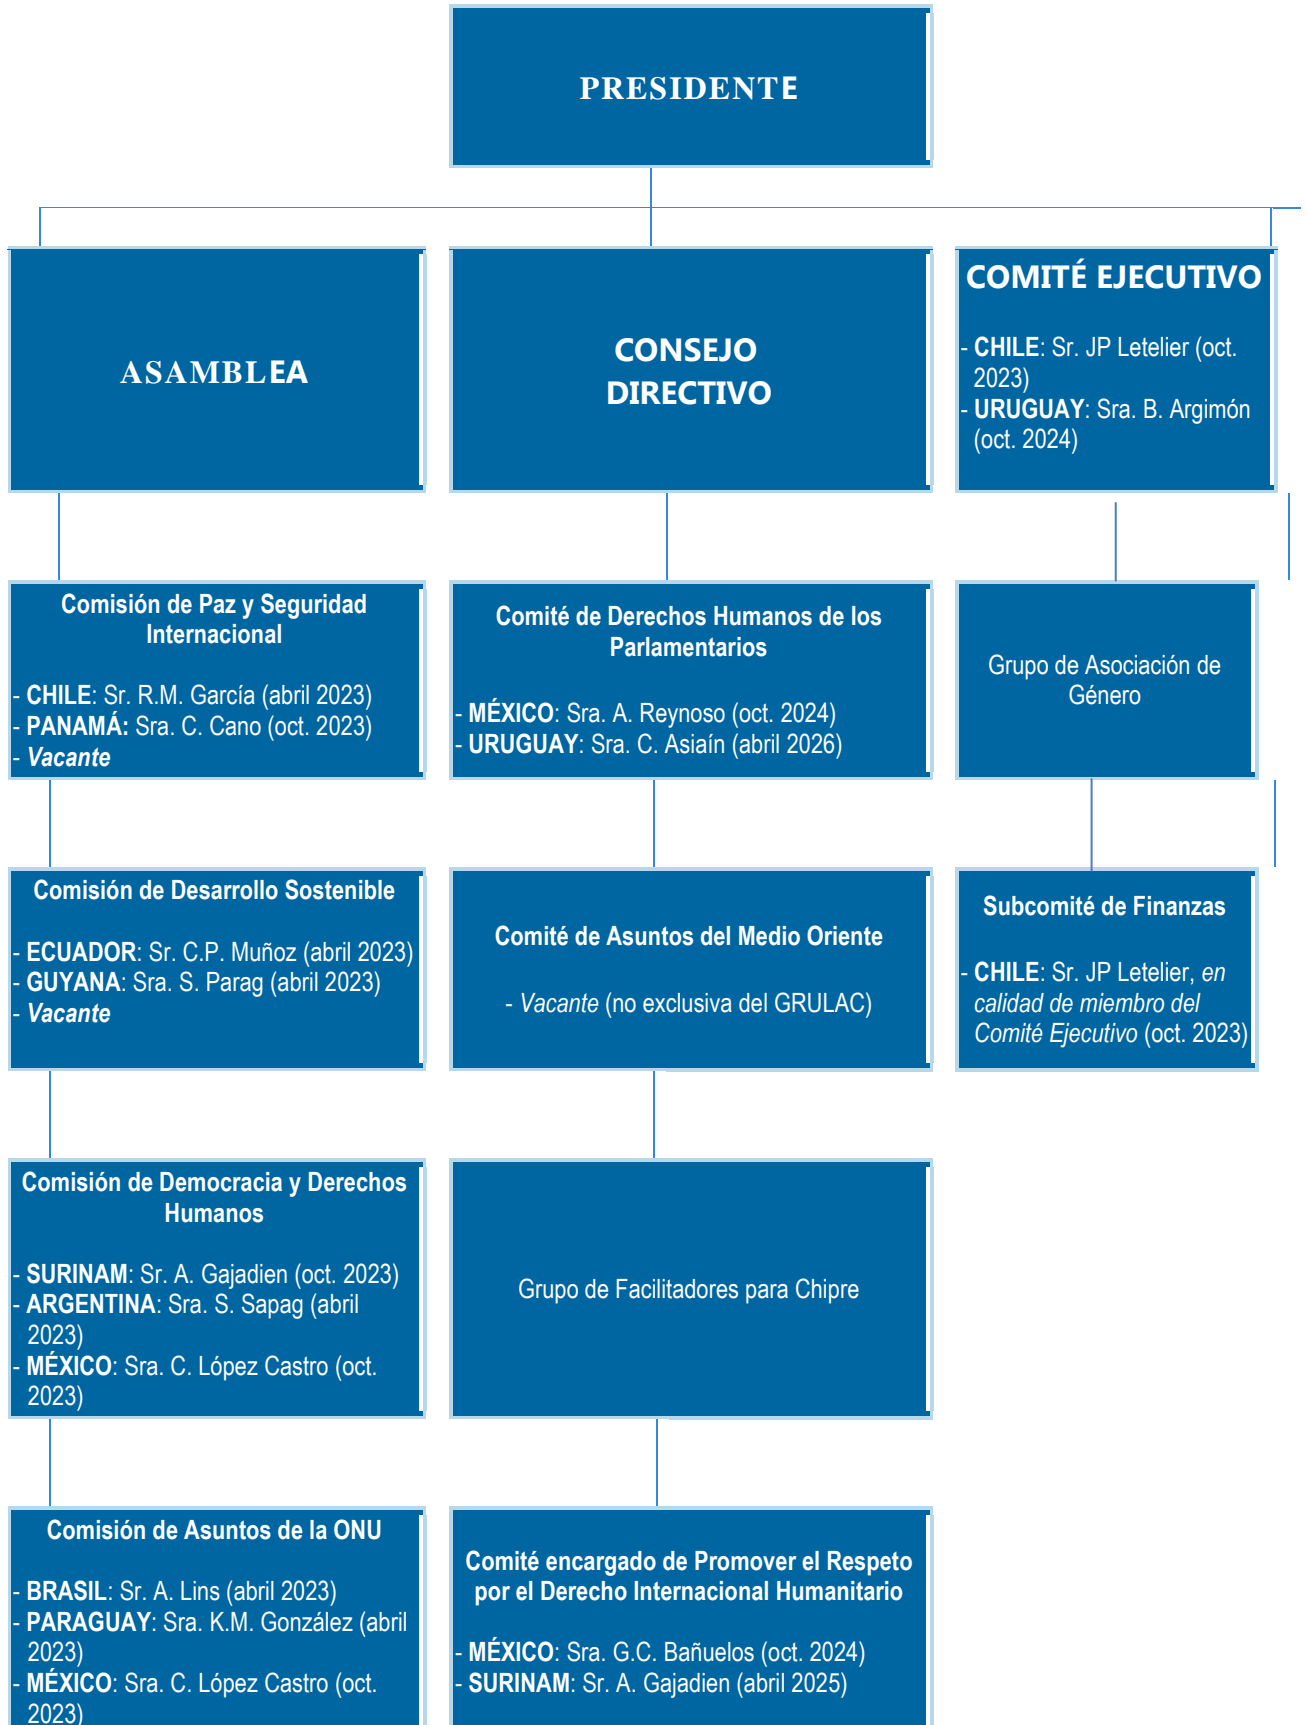 PRESIDENTE
ASAMBLEA
CONSEJO
DIRECTIVO
COMITÉ EJECUTIVO
- CHILE: Sr. JP Letelier (oct.
2023)
- URUGUAY: Sra. B. Argimón
(oct. 2024)
Comisión de Paz y Seguridad
Internacional
- CHILE: Sr. R.M. García (abril 2023)
- PANAMÁ: Sra. C. Cano (oct. 2023)
- Vacante
Comité de Derechos Humanos de los
Parlamentarios
- MÉXICO: Sra. A. Reynoso (oct. 2024)
- URUGUAY: Sra. C. Asiaín (abril 2026)
Grupo de Asociación de
Género
Comisión de Desarrollo Sostenible
- ECUADOR: Sr. C.P. Muñoz (abril 2023)
- GUYANA: Sra. S. Parag (abril 2023)
- Vacante
Comité de Asuntos del Medio Oriente
- Vacante (no exclusiva del GRULAC)
Subcomité de Finanzas
- CHILE: Sr. JP Letelier, en
calidad de miembro del
Comité Ejecutivo (oct. 2023)
Comisión de Democracia y Derechos
Humanos
- SURINAM: Sr. A. Gajadien (oct. 2023)
- ARGENTINA: Sra. S. Sapag (abril
2023)
- MÉXICO: Sra. C. López Castro (oct.
2023)
Grupo de Facilitadores para Chipre
Comisión de Asuntos de la ONU
- BRASIL: Sr. A. Lins (abril 2023)
- PARAGUAY: Sra. K.M. González (abril
2023)
- MÉXICO: Sra. C. López Castro (oct.
2023)
Comité encargado de Promover el Respeto
por el Derecho Internacional Humanitario
- MÉXICO: Sra. G.C. Bañuelos (oct. 2024)
- SURINAM: Sr. A. Gajadien (abril 2025)